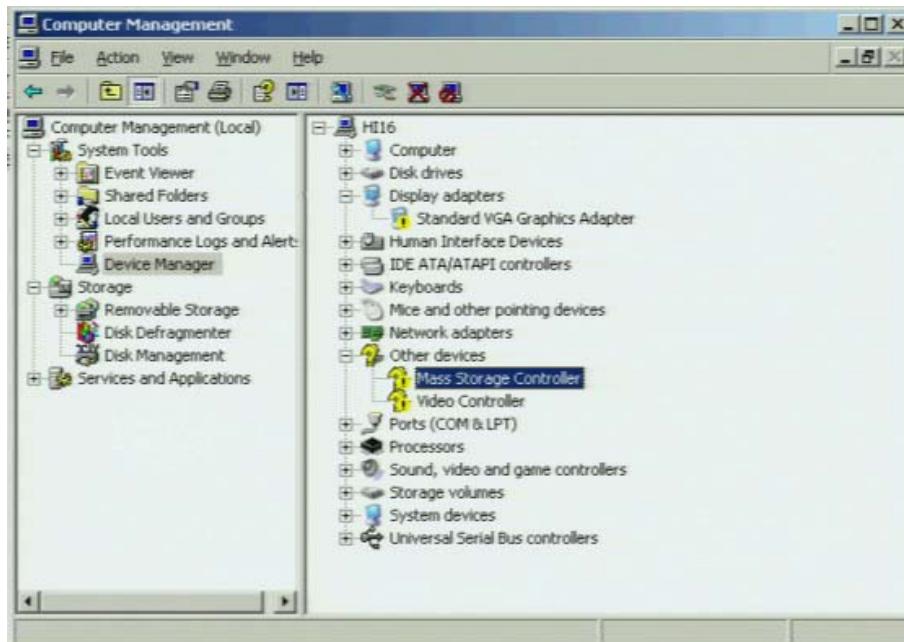 Computer Management
File Action View Window Help
Computer Management (Local)
System Tools
Event Viewer
Shared Folders
Local Users and Groups
Performance Logs and Alert
Device Manager
Storage
Removable Storage
Disk Defragmenter
Disk Management
Services and Applications
HI16
Computer
Disk drives
Display adapters
Standard VGA Graphics Adapter
Human Interface Devices
IDE ATA/ATAPI controllers
Keyboards
Mice and other pointing devices
Network adapters
Other devices
Mass Storage Controller
Video Controller
Ports (COM & LPT)
Processors
Sound, video and game controllers
Storage volumes
System devices
Universal Serial Bus controllers